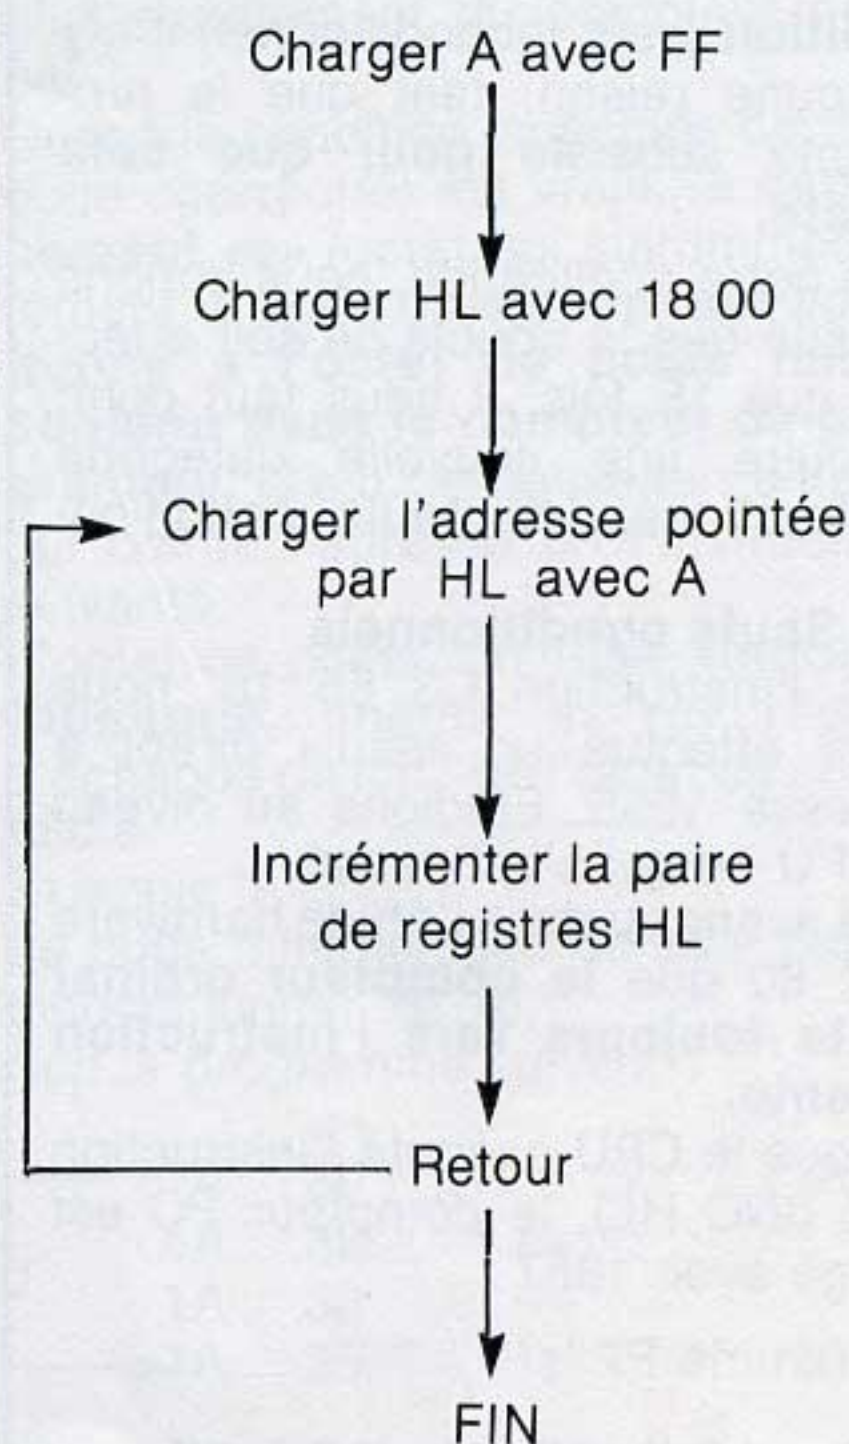 Charger A avec FF
Charger HL avec 18 00
Charger l'adresse pointée
par HL avec A
Incrémenter la paire
de registres HL
Retour
FIN